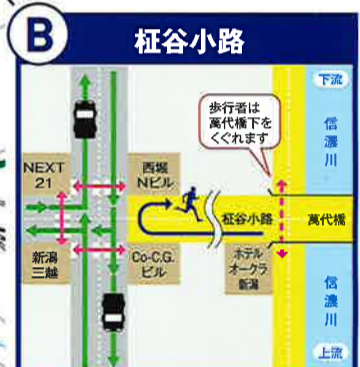 B
柾谷小路
下流
歩行者は
萬代橋下を
くぐれます
信
濃
川
NEXT
21
西堀
Nビル
柾谷小路
萬代橋
新潟
三越
Co-C.G.
ビル
ホテル
オークラ
新潟
信
濃
川
上流